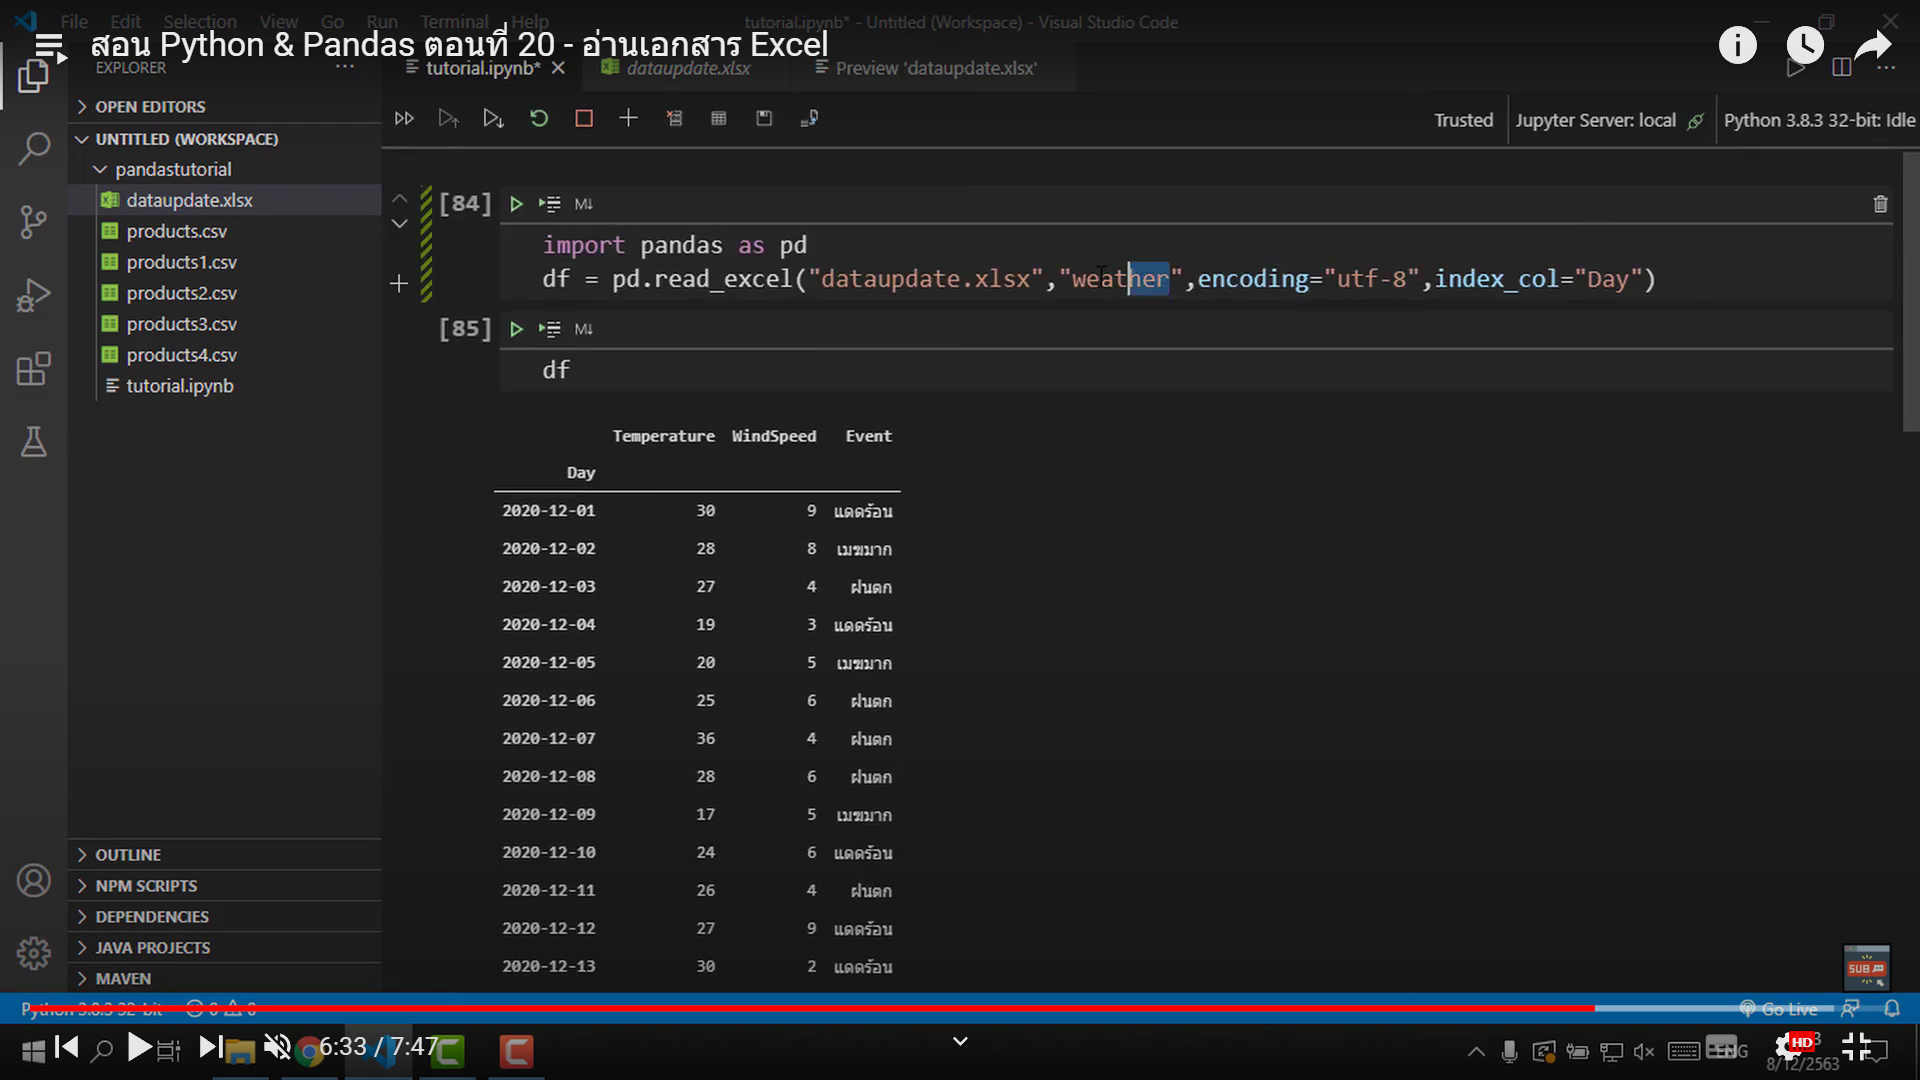 File Edit Selection View Go Run Terminal Help
tutorial.ipynb* - Untitled (Workspace) - Visual Studio Code
สอน Python & Pandas ตอนที่ 20 - อ่านเอกสาร Excel
EXPLORER
tutorial.ipynb*
dataupdate.xlsx
Preview 'dataupdate.xlsx'
OPEN EDITORS
UNTITLED (WORKSPACE)
pandastutorial
dataupdate.xlsx
products.csv
products1.csv
products2.csv
products3.csv
products4.csv
tutorial.ipynb
OUTLINE
NPM SCRIPTS
DEPENDENCIES
JAVA PROJECTS
MAVEN
Trusted
Jupyter Server: local
Python 3.8.3 32-bit: Idle
[84]
M↓
import pandas as pd
df = pd.read_excel("dataupdate.xlsx","weather",encoding="utf-8",index_col="Day")
[85]
M↓
df
Temperature WindSpeed Event
Day
2020-12-01 30 9 แดดร้อน
2020-12-02 28 8 เมฆมาก
2020-12-03 27 4 ฝนตก
2020-12-04 19 3 แดดร้อน
2020-12-05 20 5 เมฆมาก
2020-12-06 25 6 ฝนตก
2020-12-07 36 4 ฝนตก
2020-12-08 28 6 ฝนตก
2020-12-09 17 5 เมฆมาก
2020-12-10 24 6 แดดร้อน
2020-12-11 26 4 ฝนตก
2020-12-12 27 9 แดดร้อน
2020-12-13 30 2 แดดร้อน
SUB
Python 3.8.3 32-bit 0 0
Go Live
6:33 / 7:47
ENG
HD
8/12/2563